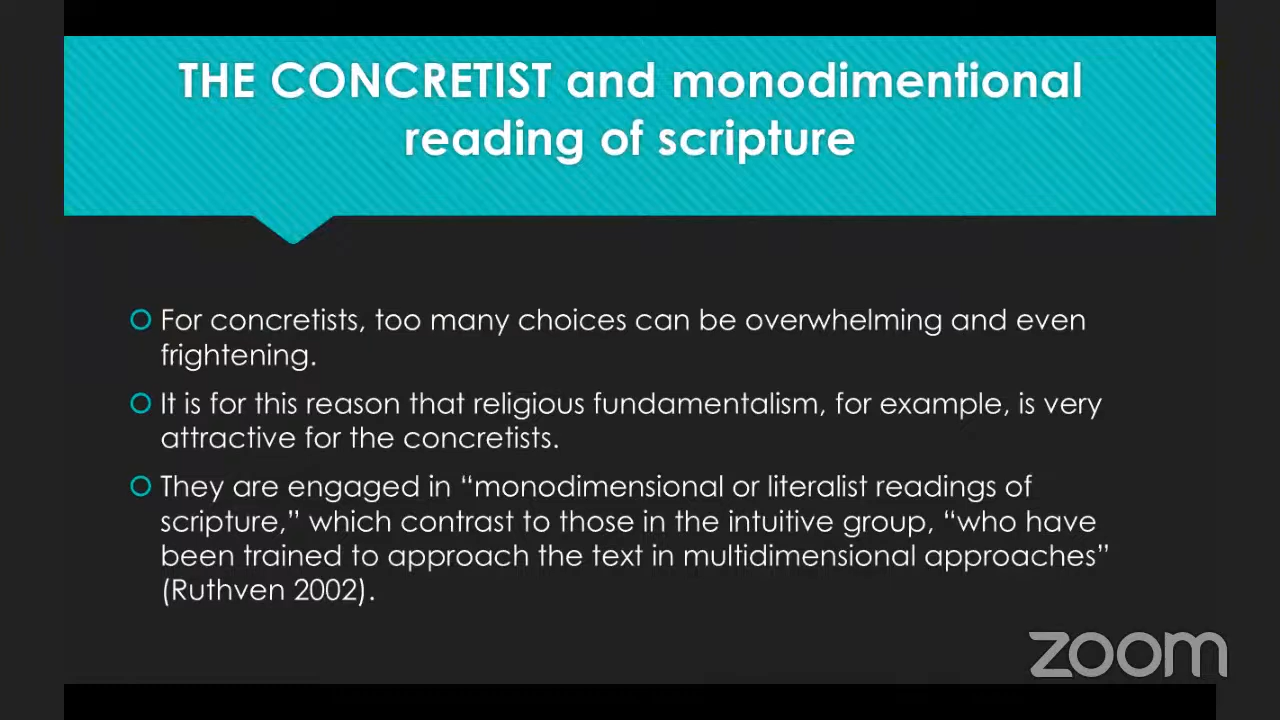 THE CONCRETIST and monodimentional
reading of scripture
For concretists, too many choices can be overwhelming and even
frightening.
It is for this reason that religious fundamentalism, for example, is very
attractive for the concretists.
They are engaged in “monodimensional or literalist readings of
scripture,” which contrast to those in the intuitive group, “who have
been trained to approach the text in multidimensional approaches”
(Ruthven 2002).
zoom